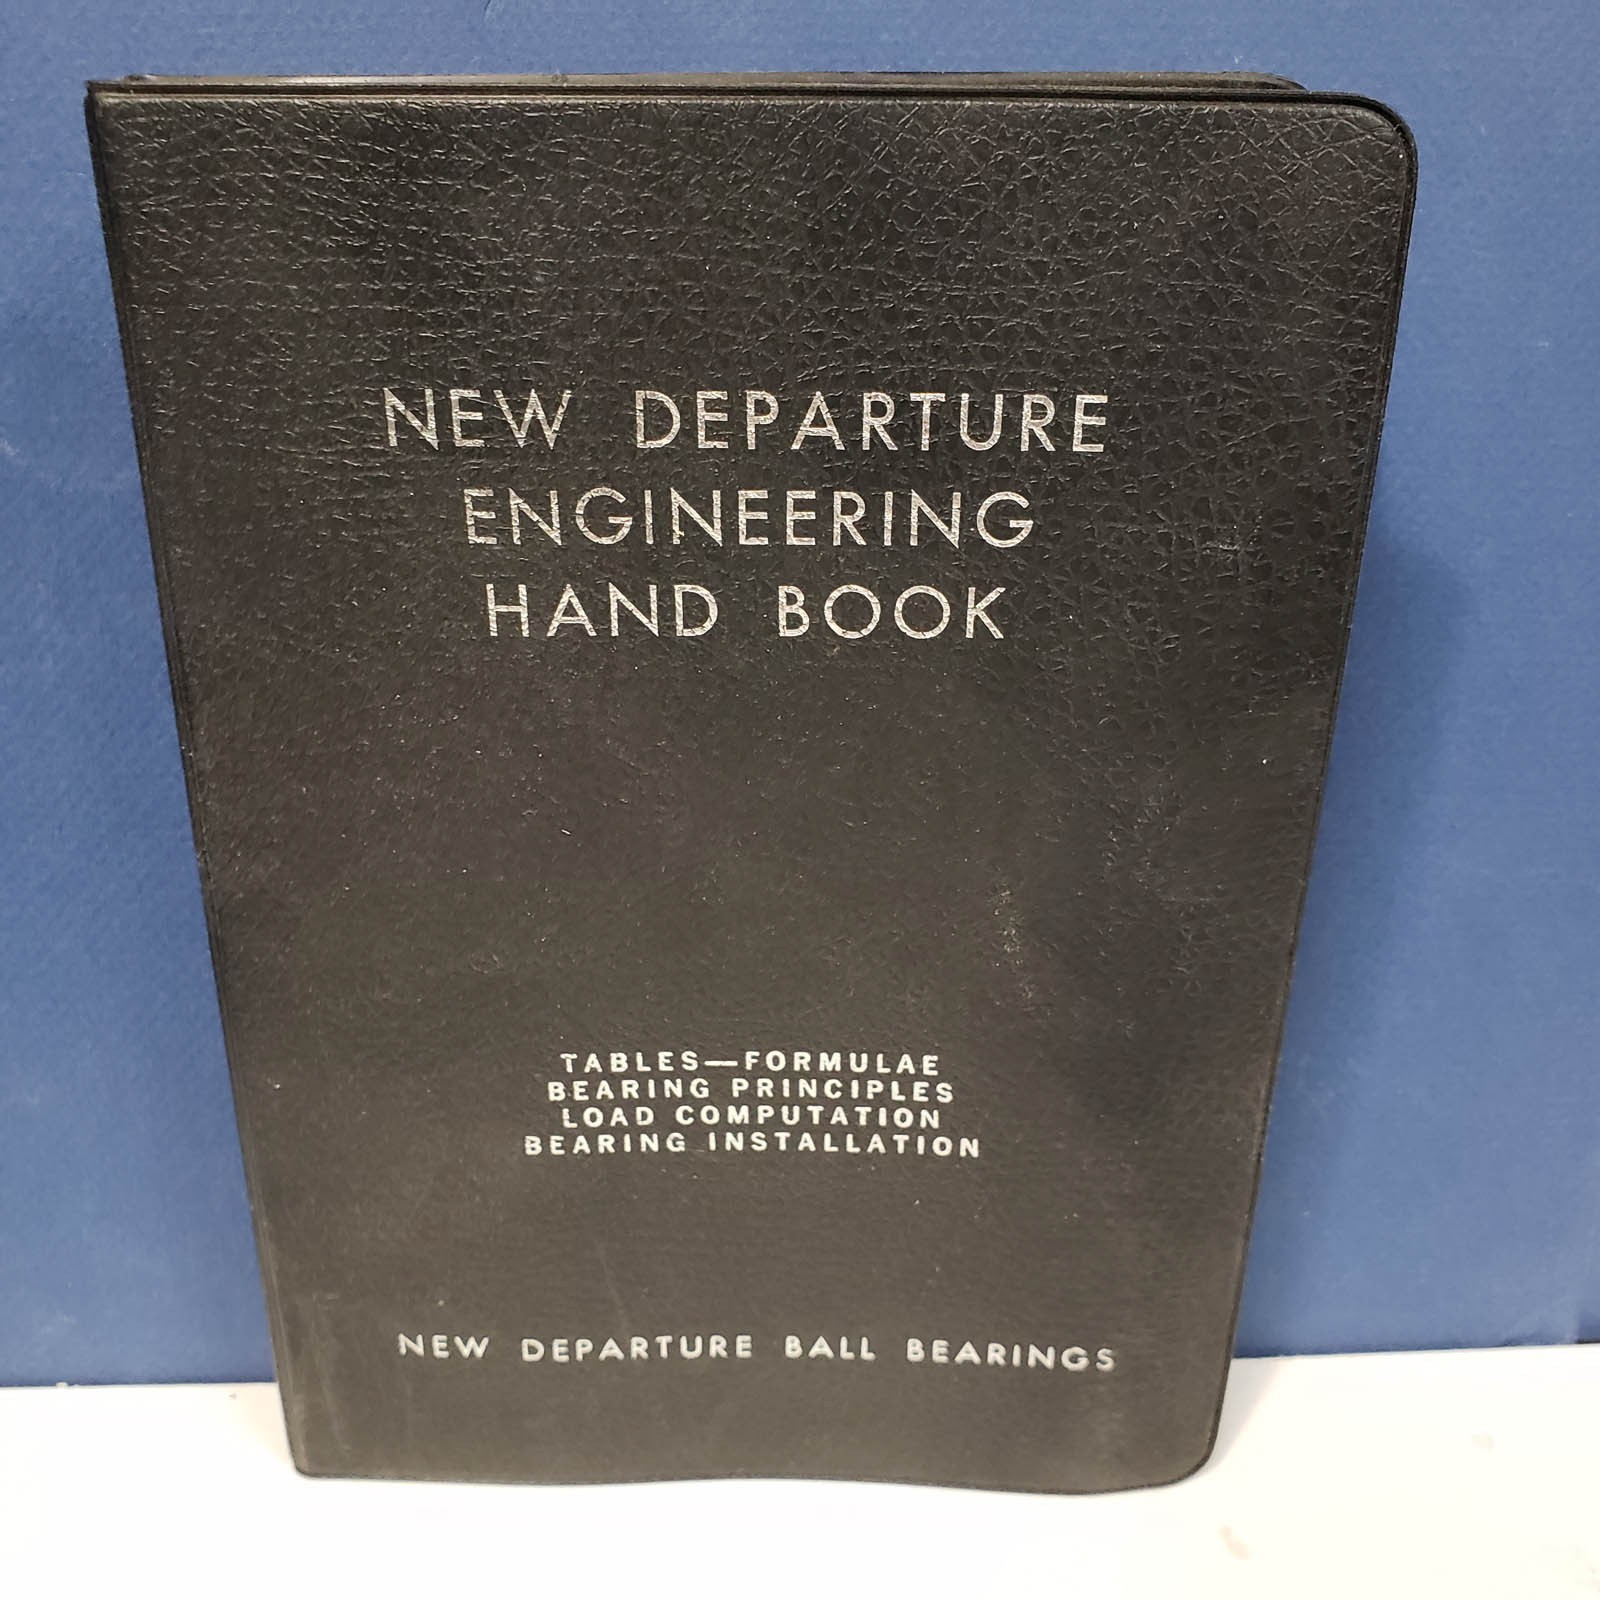 NEW DEPARTURE
ENGINEERING
HAND BOOK
TABLES—FORMULAE
BEARING PRINCIPLES
LOAD COMPUTATION
BEARING INSTALLATION
NEW DEPARTURE BALL BEARINGS